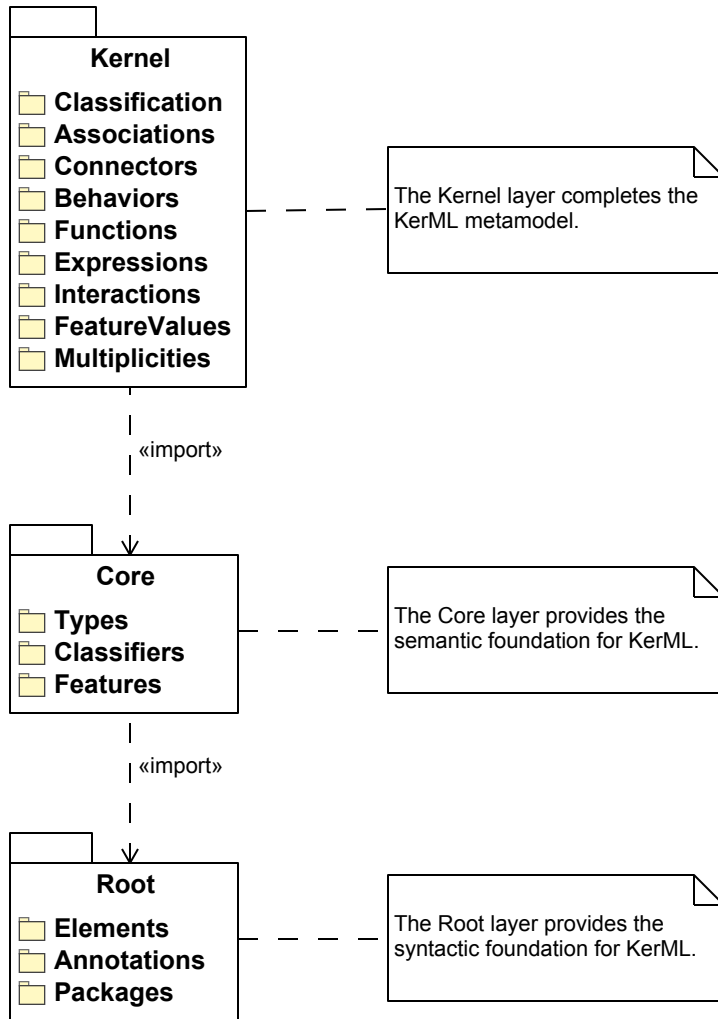 Kernel
Classification
Associations
Connectors
Behaviors
Functions
Expressions
Interactions
FeatureValues
Multiplicities
The Kernel layer completes the
KerML metamodel.
«import»
Core
Types
Classifiers
Features
The Core layer provides the
semantic foundation for KerML.
«import»
Root
Elements
Annotations
Packages
The Root layer provides the
syntactic foundation for KerML.